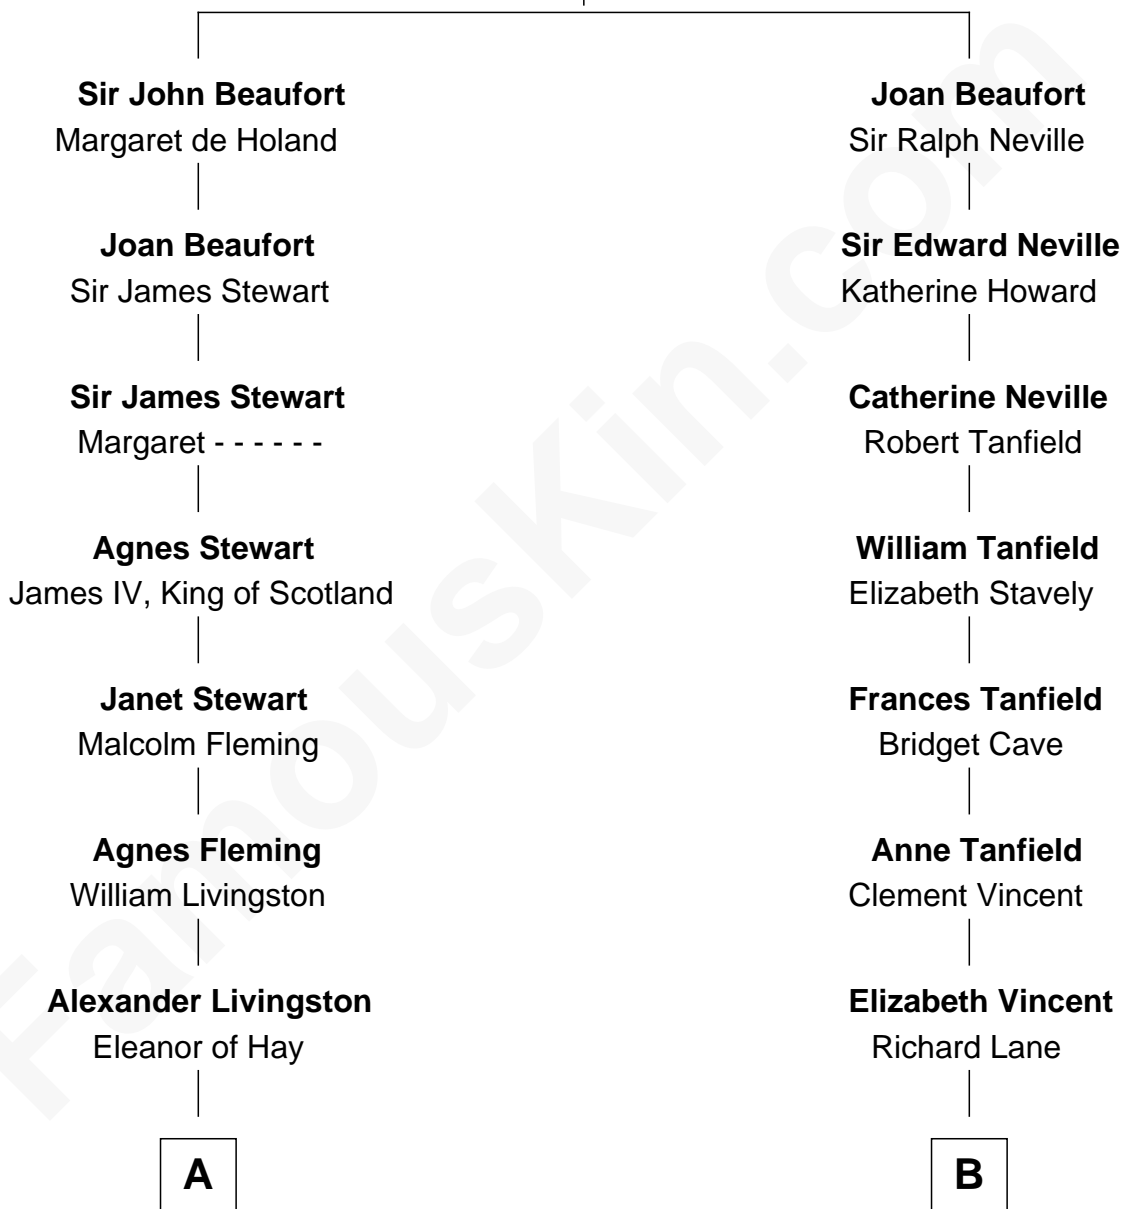 Sir John Beaufort
Margaret de Holand
Joan Beaufort
Sir James Stewart
Sir James Stewart
Margaret - - - - - -
Agnes Stewart
James IV, King of Scotland
Janet Stewart
Malcolm Fleming
Agnes Fleming
William Livingston
Alexander Livingston
Eleanor of Hay
A
Joan Beaufort
Sir Ralph Neville
Sir Edward Neville
Katherine Howard
Catherine Neville
Robert Tanfield
William Tanfield
Elizabeth Stavely
Frances Tanfield
Bridget Cave
Anne Tanfield
Clement Vincent
Elizabeth Vincent
Richard Lane
B
FamousKin.com